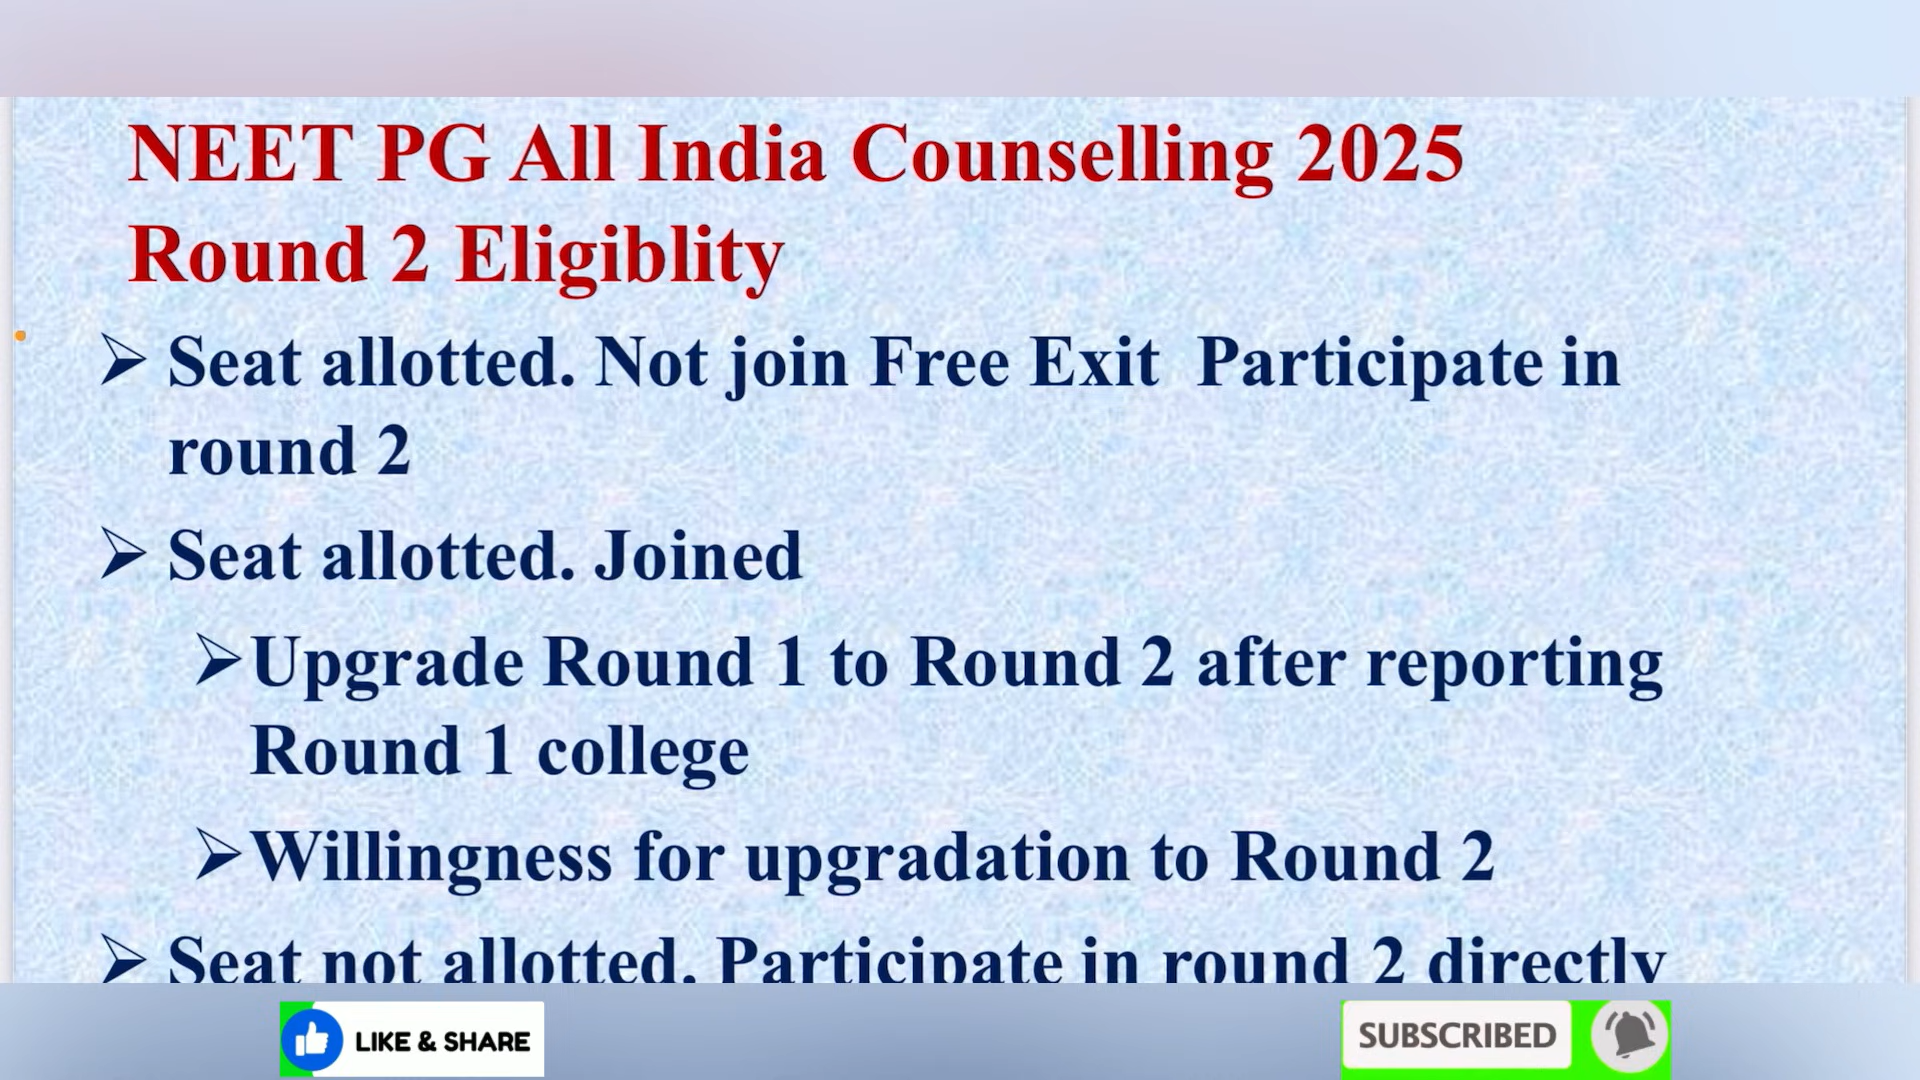 NEET PG All India Counselling 2025
Round 2 Eligiblity
➢ Seat allotted. Not join Free Exit Participate in
round 2
➢ Seat allotted. Joined
➢ Upgrade Round 1 to Round 2 after reporting
Round 1 college
➢ Willingness for upgradation to Round 2
➢ Seat not allotted. Participate in round 2 directly
LIKE & SHARE
SUBSCRIBED